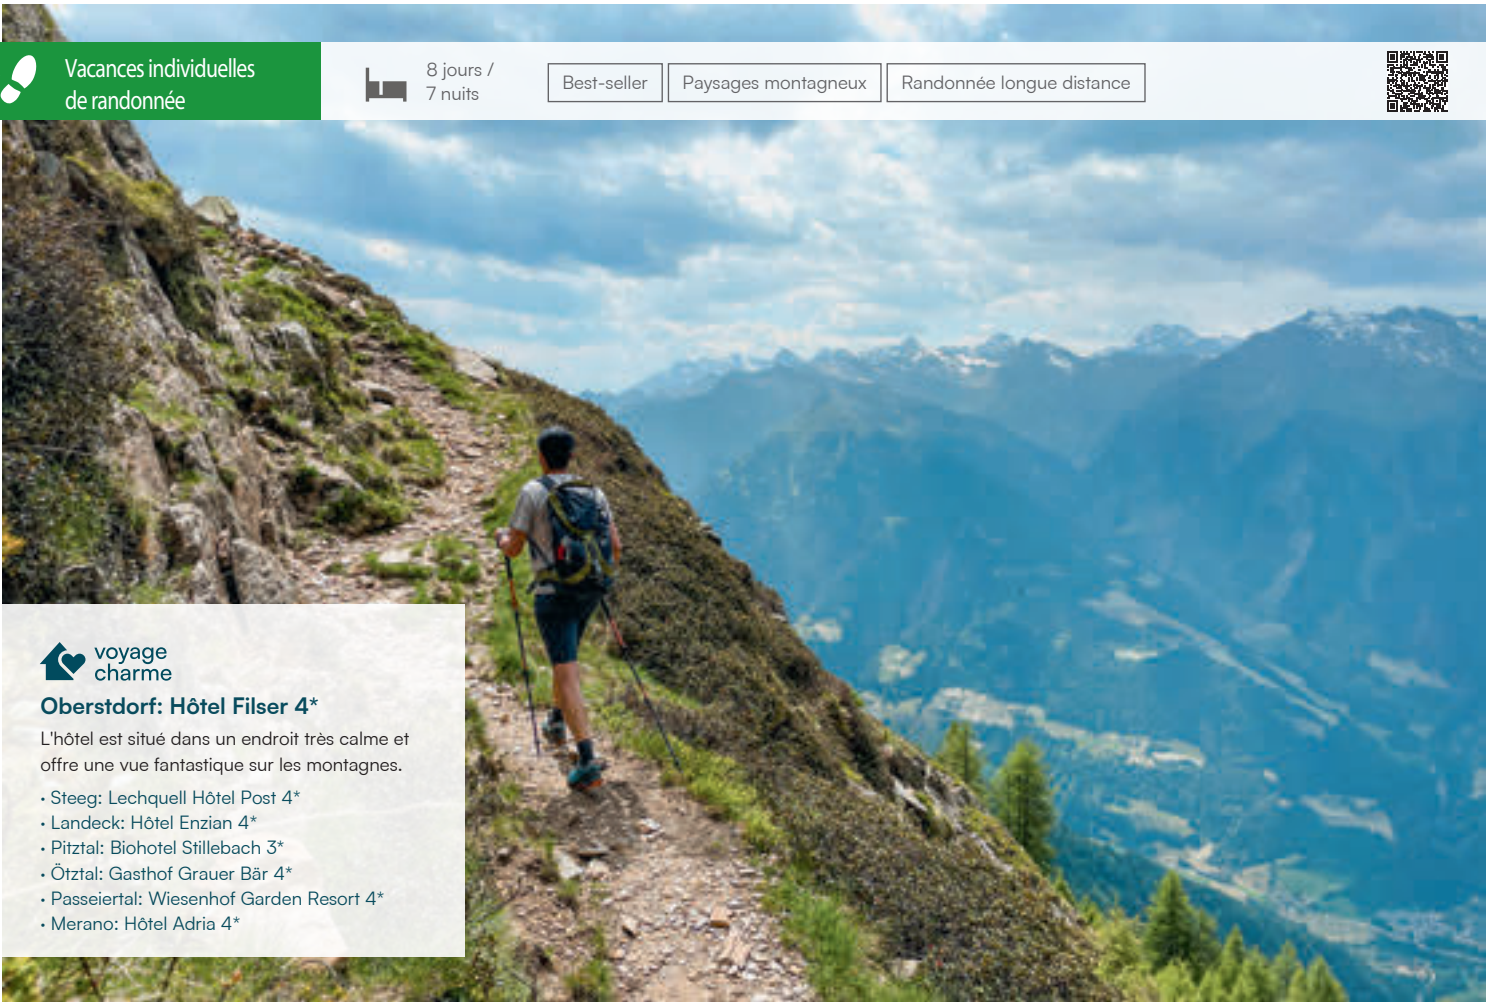 Vacances individuelles
de randonnée
8 jours /
7 nuits
Best-seller
Paysages montagneux
Randonnée longue distance
voyage
charme
Oberstdorf: Hôtel Filser 4*
L'hôtel est situé dans un endroit très calme et
offre une vue fantastique sur les montagnes.
· Steeg: Lechquell Hôtel Post 4*
· Landeck: Hôtel Enzian 4*
· Pitztal: Biohotel Stillebach 3*
· Ötztal: Gasthof Grauer Bär 4*
· Passeiertal: Wiesenhof Garden Resort 4*
· Merano: Hôtel Adria 4*